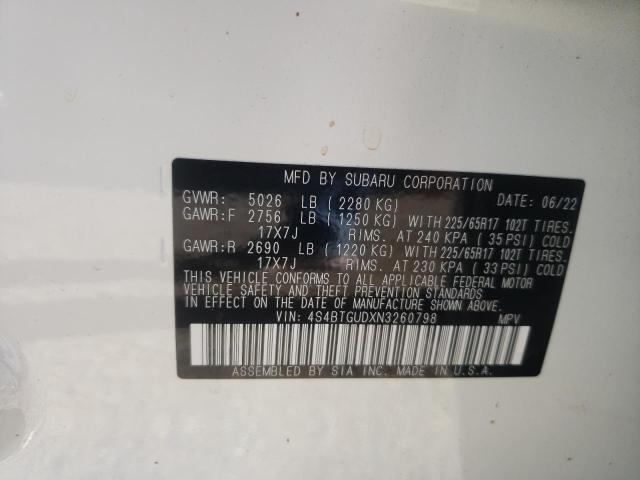 MFD BY SUBARU CORPORATION
GVWR: 5026 LB (2280 KG) DATE: 06/22
GAWR:F 2756 LB (1250 KG) WITH 225/65R17 102T TIRES.
17X7J RIMS. AT 240 KPA (35 PSI) COLD
GAWR:R 2690 LB (1220 KG) WITH 225/65R17 102T TIRES.
17X7J RIMS. AT 230 KPA (33 PSI) COLD
THIS VEHICLE CONFORMS TO ALL APPLICABLE FEDERAL MOTOR
VEHICLE SAFETY, BUMPER, AND THEFT PREVENTION STANDARDS
IN EFFECT ON THE DATE OF MANUFACTURE SHOWN ABOVE.
VIN: 4S4BTGUDXN3260798 MPV
ASSEMBLED BY SIA INC. MADE IN U.S.A.